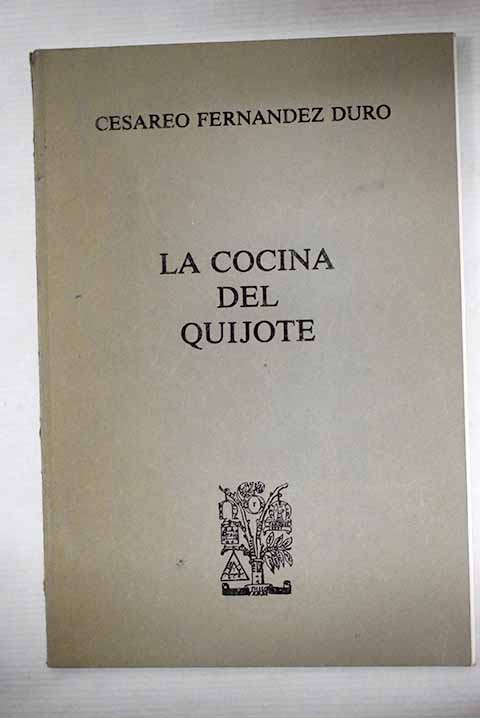 CESAREO FERNANDEZ DURO
LA COCINA
DEL
QUIJOTE